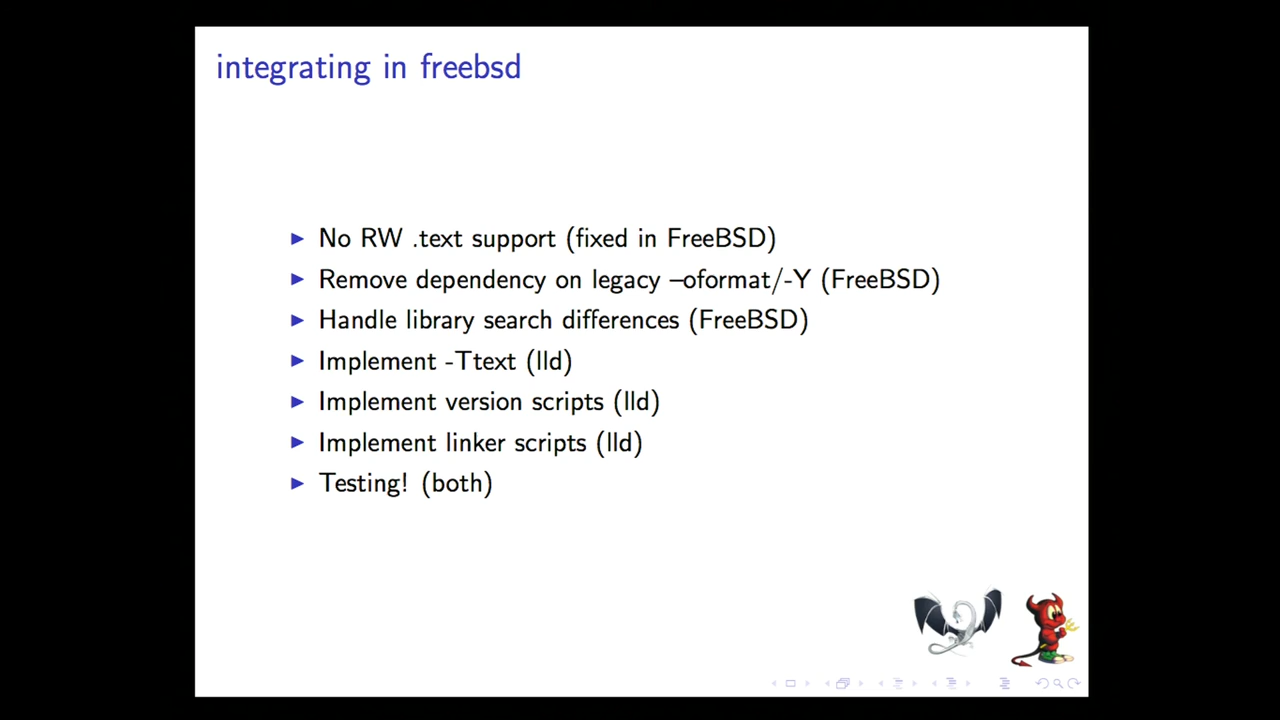 integrating in freebsd
No RW .text support (fixed in FreeBSD)
Remove dependency on legacy –oformat/-Y (FreeBSD)
Handle library search differences (FreeBSD)
Implement -Ttext (lld)
Implement version scripts (lld)
Implement linker scripts (lld)
Testing! (both)